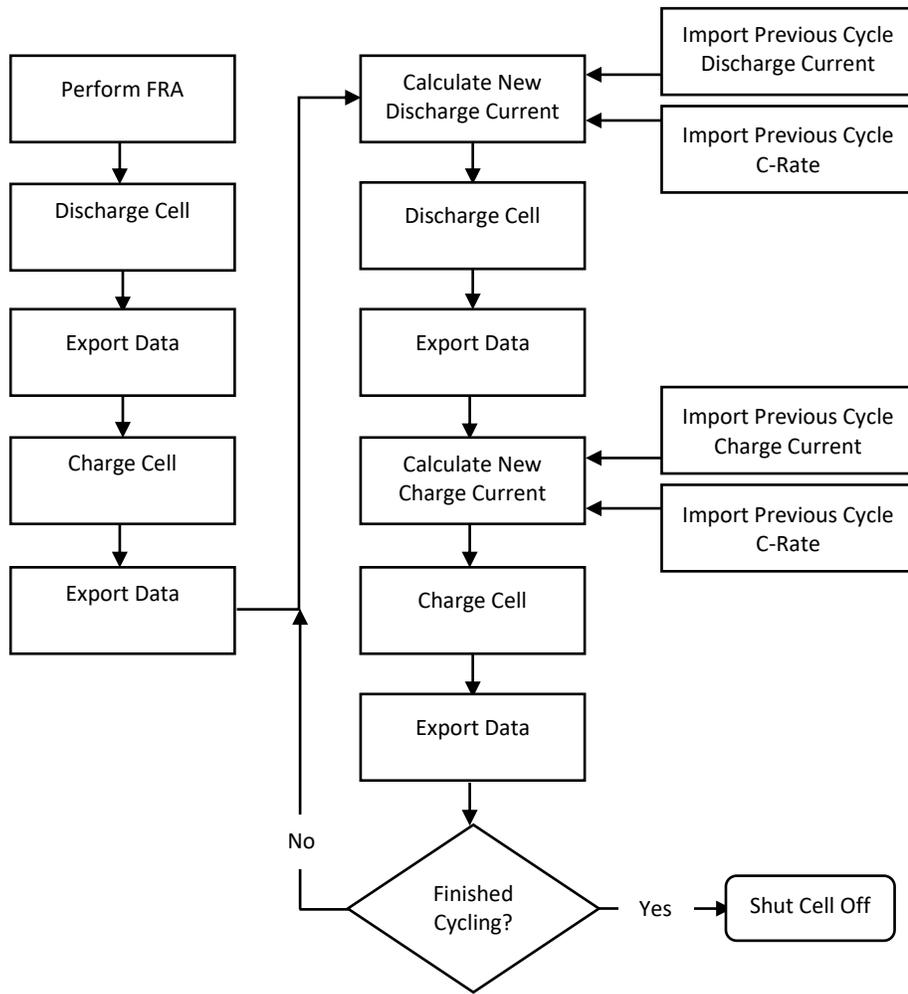 Perform FRA
Discharge Cell
Export Data
Charge Cell
Export Data
Calculate New
Discharge Current
Import Previous Cycle
Discharge Current
Import Previous Cycle
C-Rate
Discharge Cell
Export Data
Calculate New
Charge Current
Import Previous Cycle
Charge Current
Import Previous Cycle
C-Rate
Charge Cell
Export Data
Finished
Cycling?
No
Yes
Shut Cell Off